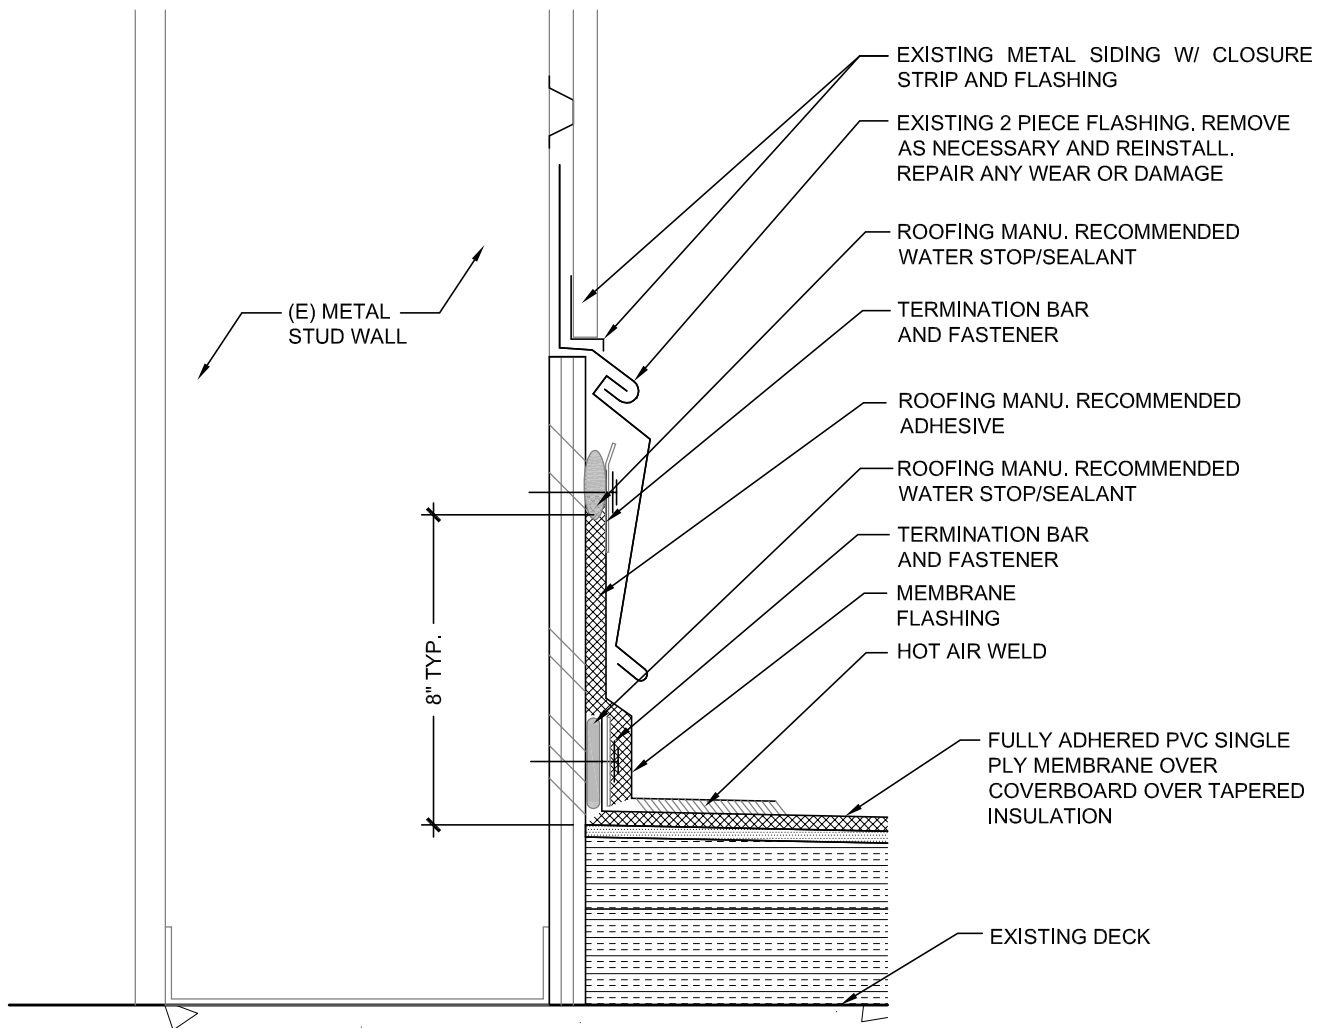 EXISTING METAL SIDING W/ CLOSURE
STRIP AND FLASHING
EXISTING 2 PIECE FLASHING. REMOVE
AS NECESSARY AND REINSTALL.
REPAIR ANY WEAR OR DAMAGE
ROOFING MANU. RECOMMENDED
WATER STOP/SEALANT
(E) METAL
STUD WALL
TERMINATION BAR
AND FASTENER
ROOFING MANU. RECOMMENDED
ADHESIVE
ROOFING MANU. RECOMMENDED
WATER STOP/SEALANT
TERMINATION BAR
AND FASTENER
MEMBRANE
FLASHING
8" TYP.
HOT AIR WELD
FULLY ADHERED PVC SINGLE
PLY MEMBRANE OVER
COVERBOARD OVER TAPERED
INSULATION
EXISTING DECK